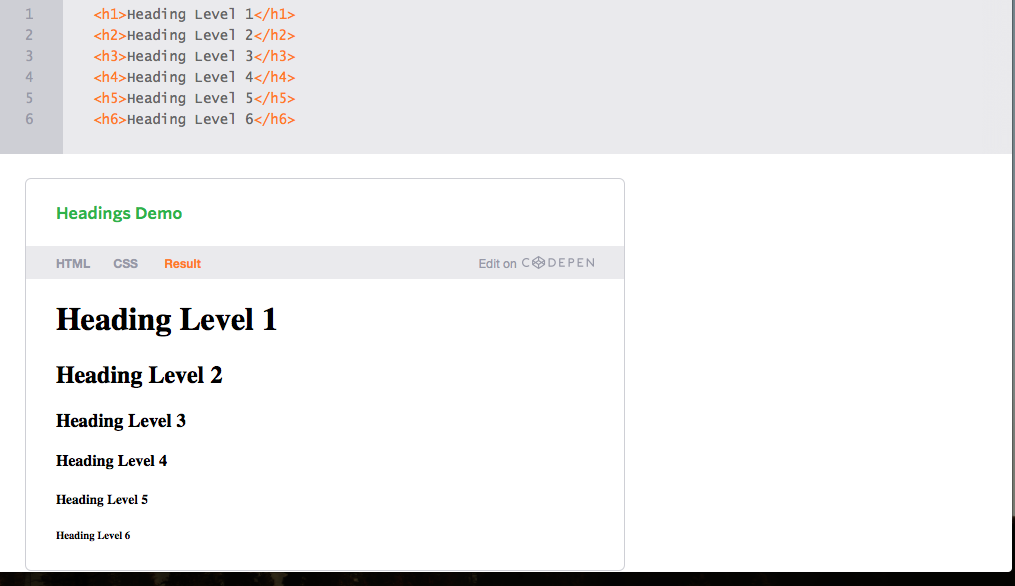 1 <h1>Heading Level 1</h1>
2 <h2>Heading Level 2</h2>
3 <h3>Heading Level 3</h3>
4 <h4>Heading Level 4</h4>
5 <h5>Heading Level 5</h5>
6 <h6>Heading Level 6</h6>
Headings Demo
HTML CSS Result Edit on CODEPEN
Heading Level 1
Heading Level 2
Heading Level 3
Heading Level 4
Heading Level 5
Heading Level 6